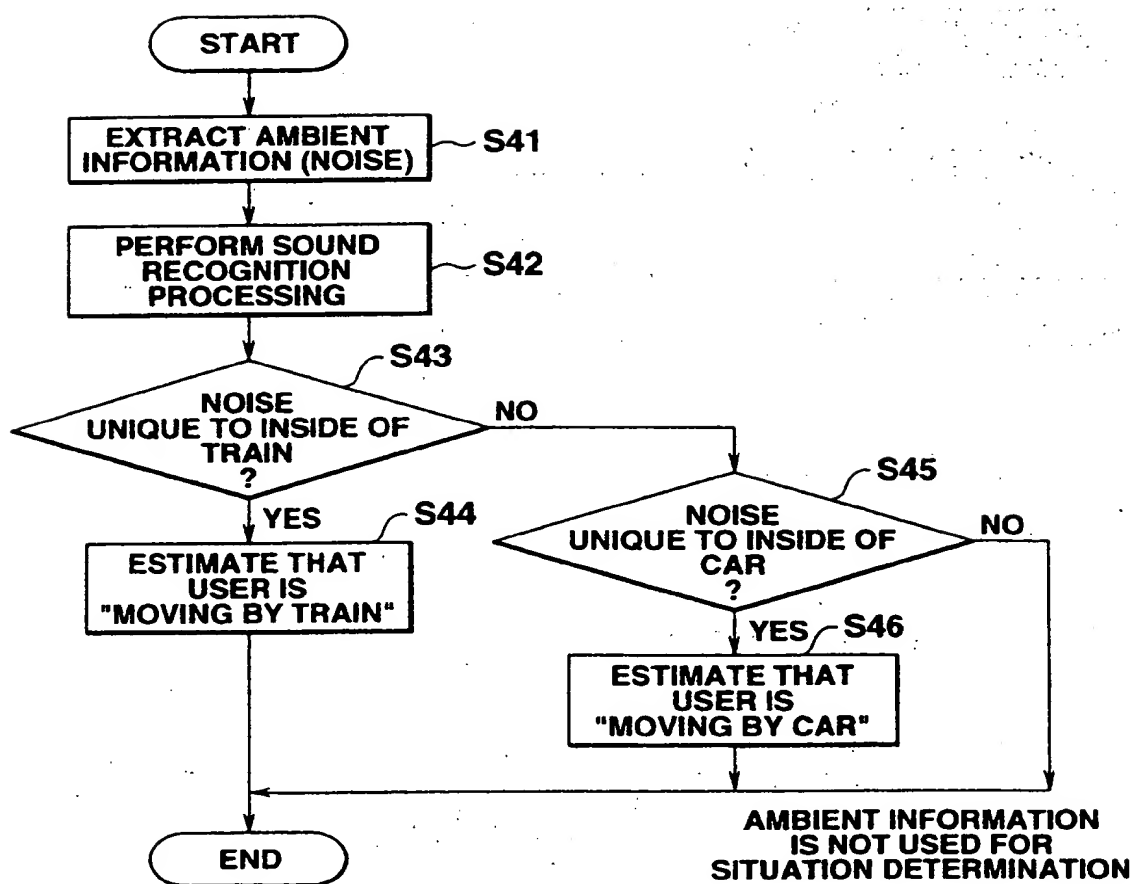 START
EXTRACT AMBIENT
INFORMATION (NOISE)
S41
PERFORM SOUND
RECOGNITION
PROCESSING
S42
S43
NOISE
UNIQUE TO INSIDE OF
TRAIN
?
NO
YES
S44
ESTIMATE THAT
USER IS
"MOVING BY TRAIN"
S45
NOISE
UNIQUE TO INSIDE OF
CAR
?
NO
YES
S46
ESTIMATE THAT
USER IS
"MOVING BY CAR"
AMBIENT INFORMATION
IS NOT USED FOR
SITUATION DETERMINATION
END